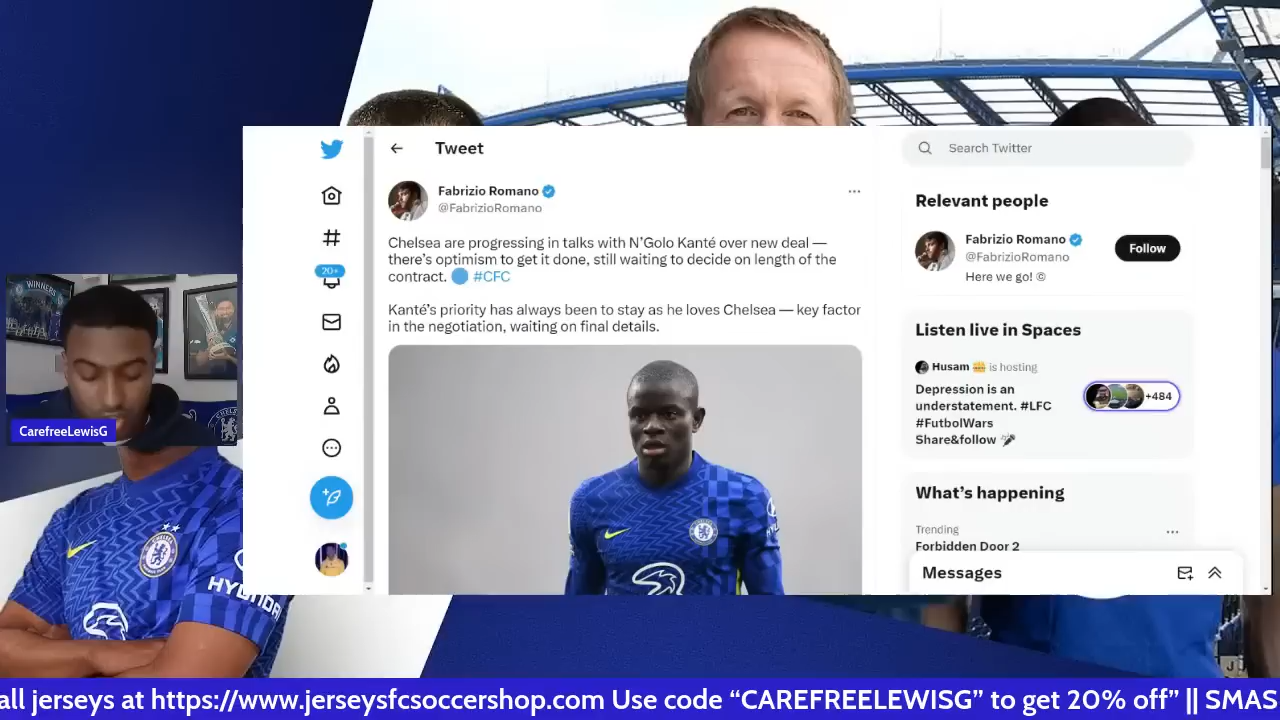 Tweet
Fabrizio Romano
@FabrizioRomano
Chelsea are progressing in talks with N'Golo Kanté over new deal —
there's optimism to get it done, still waiting to decide on length of the
contract. 🔵 #CFC
Kanté's priority has always been to stay as he loves Chelsea — key factor
in the negotiation, waiting on final details.
20+
Search Twitter
Relevant people
Fabrizio Romano
@FabrizioRomano
Follow
Here we go! ©
Listen live in Spaces
Husam 🍔 is hosting
Depression is an
understatement. #LFC
#FutbolWars
Share&follow 🎤
+484
What's happening
Trending
Forbidden Door 2
Messages
WINNERS
CHELSEA
CarefreeLewisG
HYUNDAI
all jerseys at https://www.jerseysfcsoccershop.com Use code “CAREFREELEWISG” to get 20% off” || SMAS